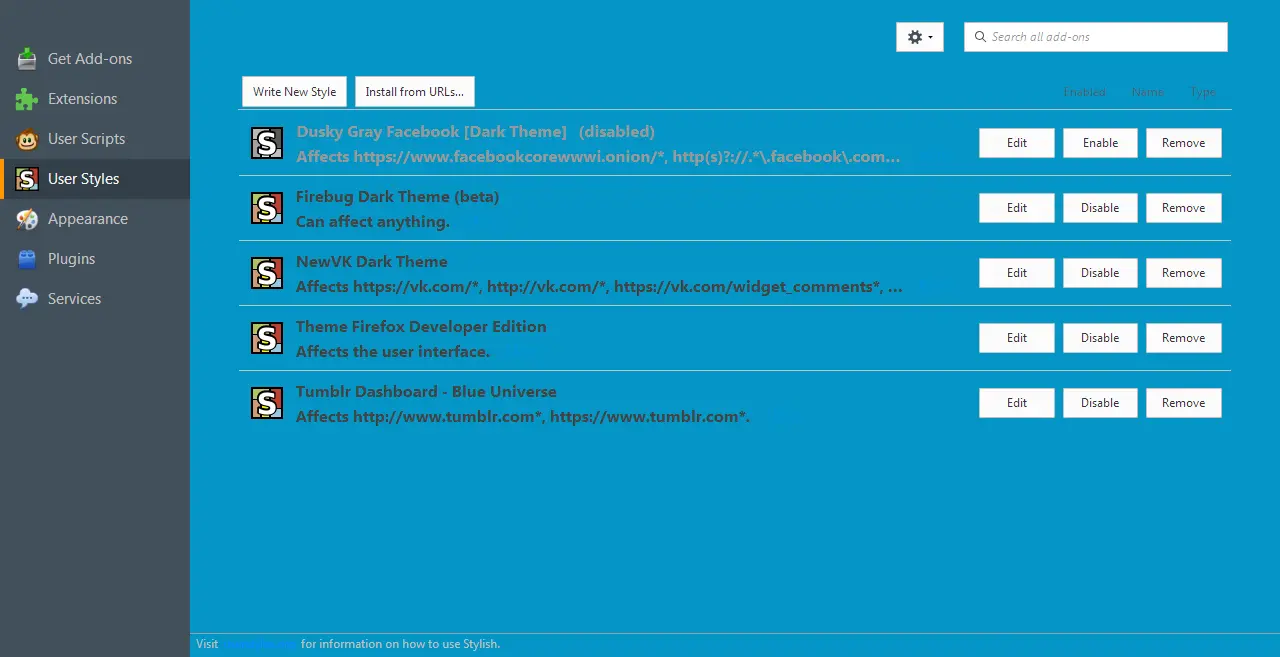 Search all add-ons
Get Add-ons
Extensions
User Scripts
User Styles
Appearance
Plugins
Services
Write New Style
Install from URLs...
Enabled Name Type
Dusky Gray Facebook [Dark Theme] (disabled)
Affects https://www.facebookcorewwwi.onion/*, http(s)?://.*\.facebook\.com...
Edit Enable Remove
Firebug Dark Theme (beta)
Can affect anything.
Edit Disable Remove
NewVK Dark Theme
Affects https://vk.com/*, http://vk.com/*, https://vk.com/widget_comments*, ...
Edit Disable Remove
Theme Firefox Developer Edition
Affects the user interface.
Edit Disable Remove
Tumblr Dashboard - Blue Universe
Affects http://www.tumblr.com*, https://www.tumblr.com*.
Edit Disable Remove
Visit for information on how to use Stylish.